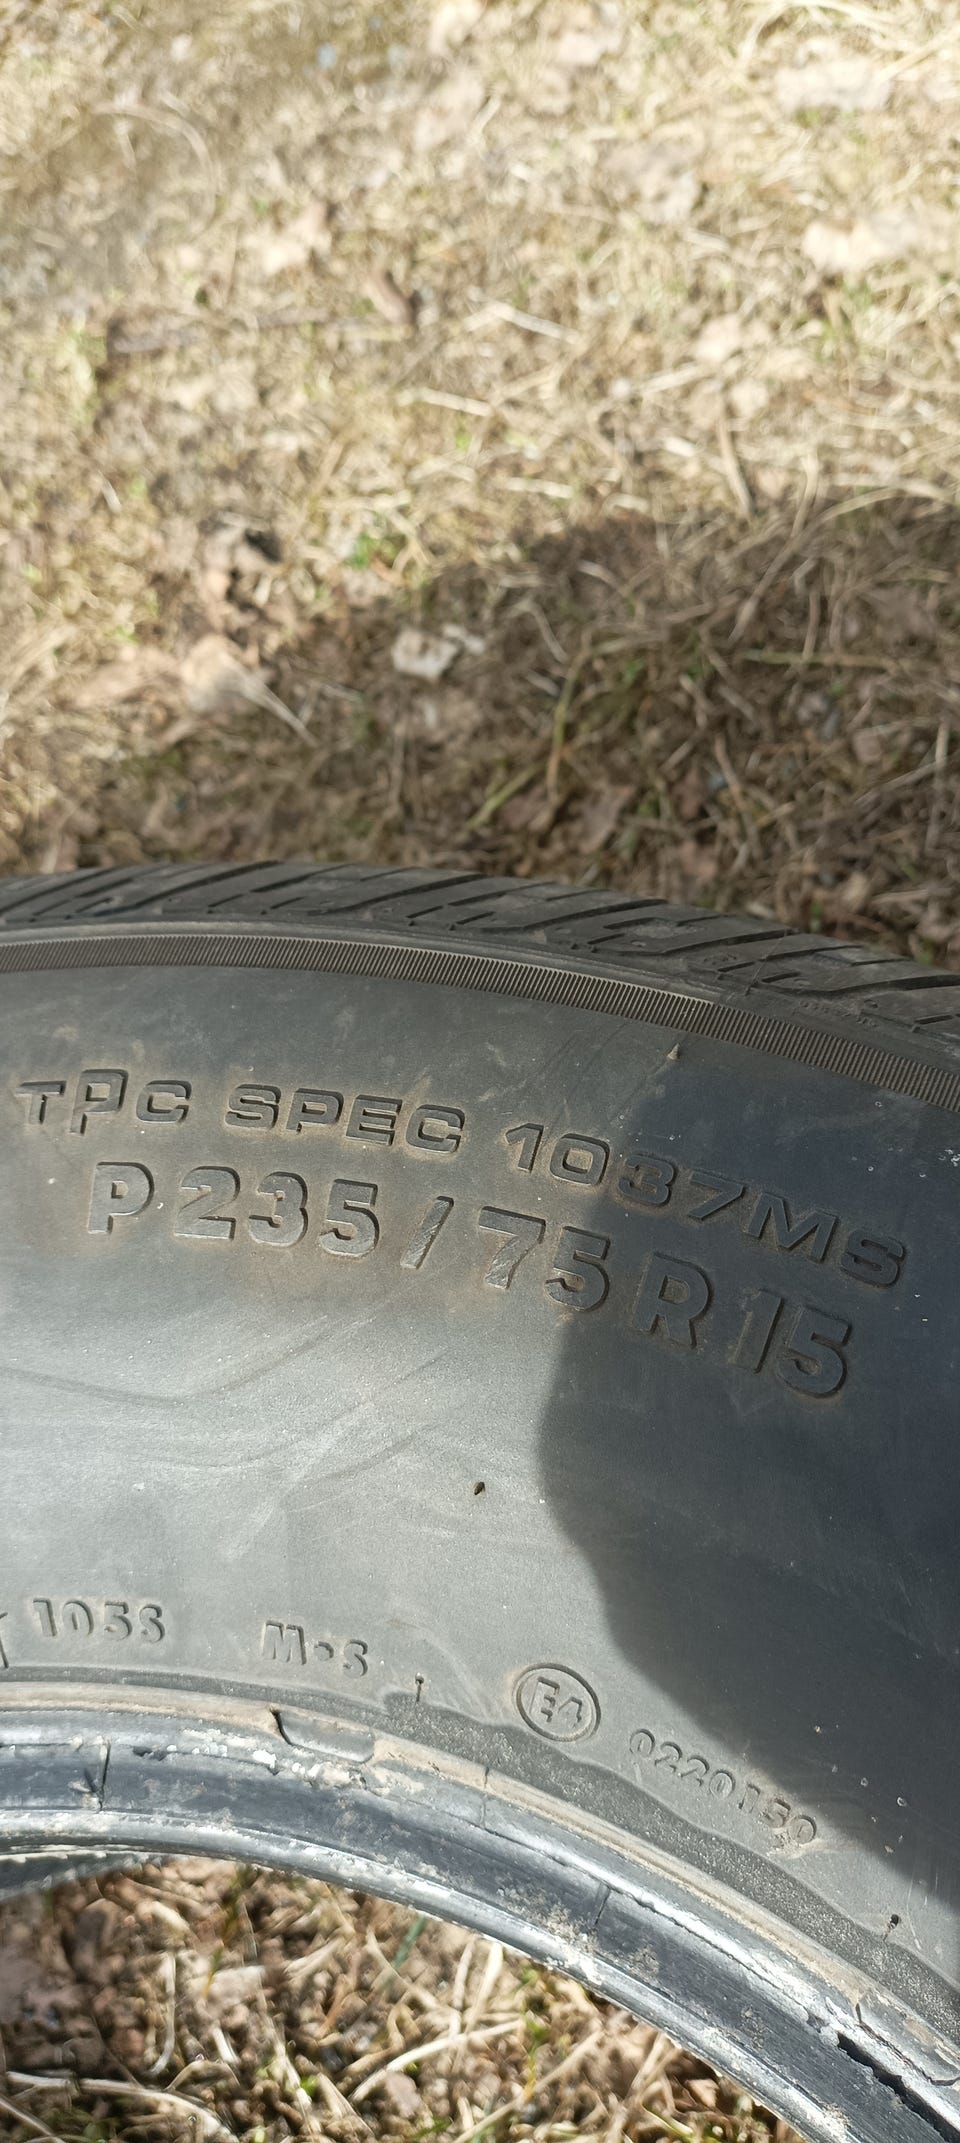 TPC SPEC 1037MS
P235/75R15
105S M·S E4 0220150